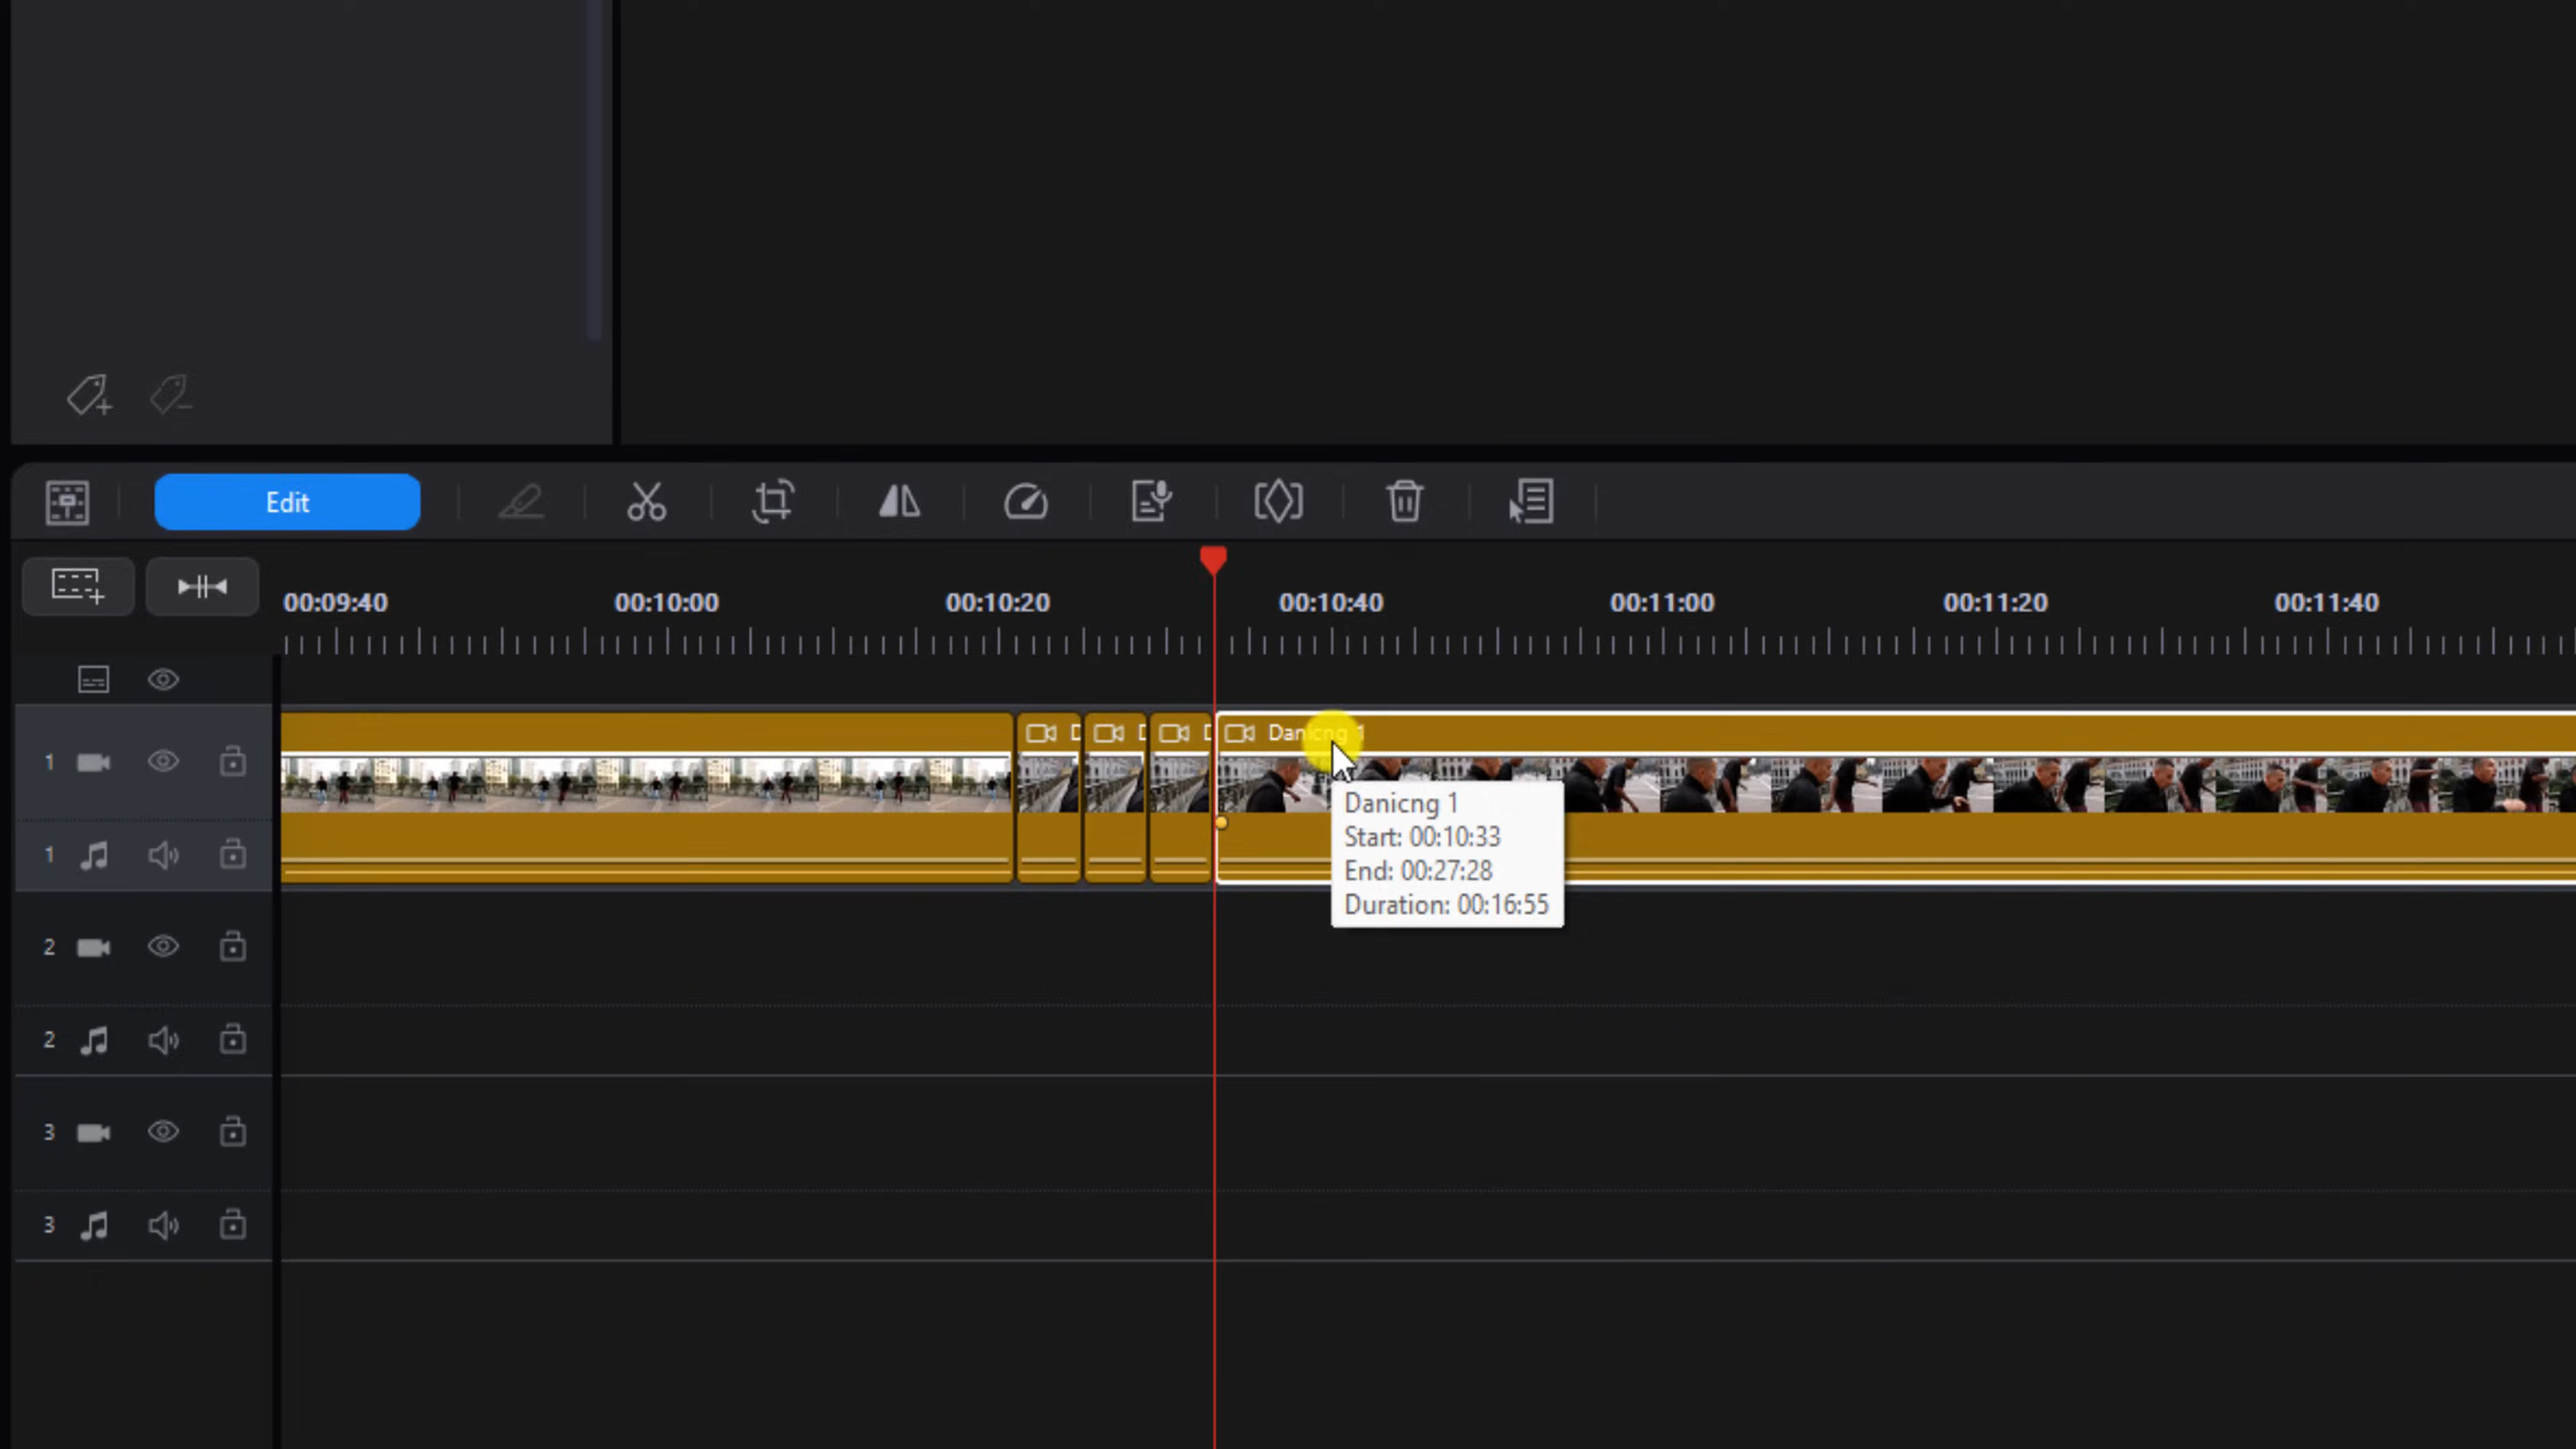 Edit
00:09:40 00:10:00 00:10:20 00:10:40 00:11:00 00:11:20 00:11:40
1 D D D Danicng 1
Danicng 1
Start: 00:10:33
End: 00:27:28
Duration: 00:16:55
1
2
2
3
3